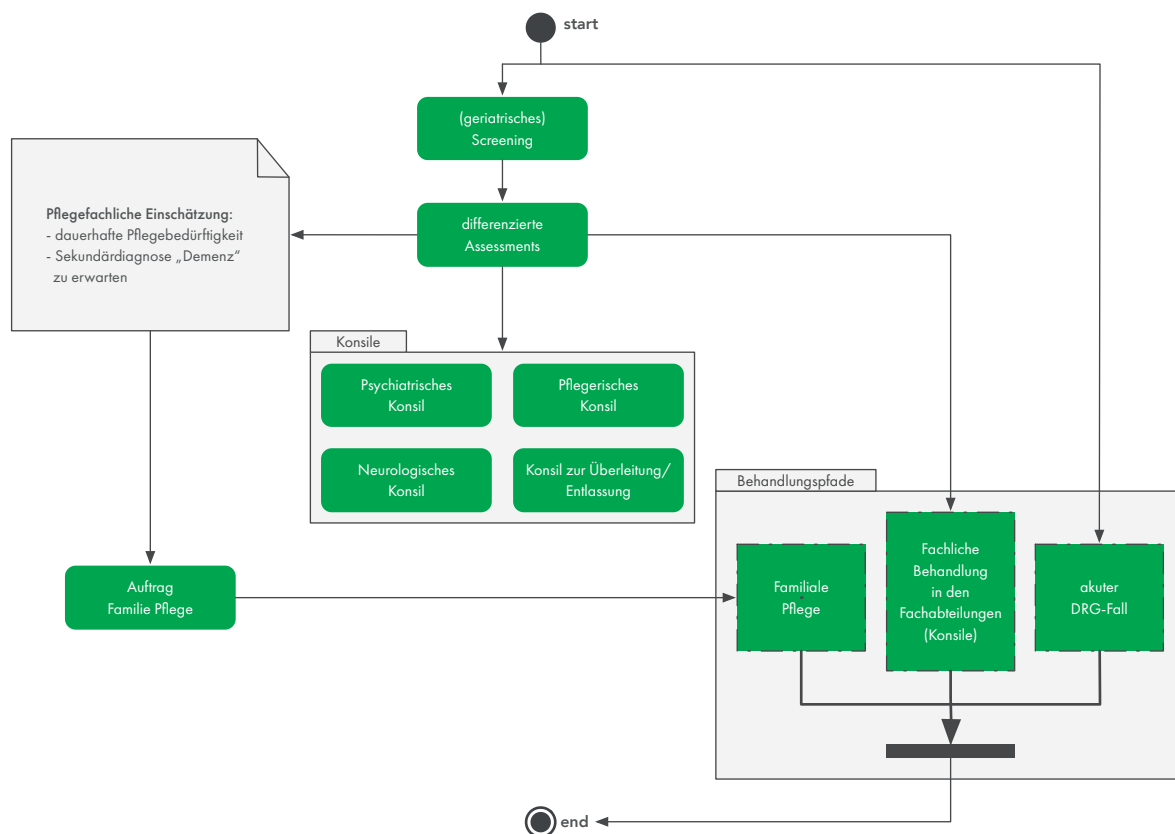 start
(geriatrisches)
Screening
Pflegefachliche Einschätzung:
- dauerhafte Pflegebedürftigkeit
- Sekundärdiagnose „Demenz“
zu erwarten
differenzierte
Assessments
Konsile
Psychiatrisches
Konsil
Pflegerisches
Konsil
Neurologisches
Konsil
Konsil zur Überleitung/
Entlassung
Behandlungspfade
Auftrag
Familie Pflege
Familiale
Pflege
Fachliche
Behandlung
in den
Fachabteilungen
(Konsile)
akuter
DRG-Fall
end